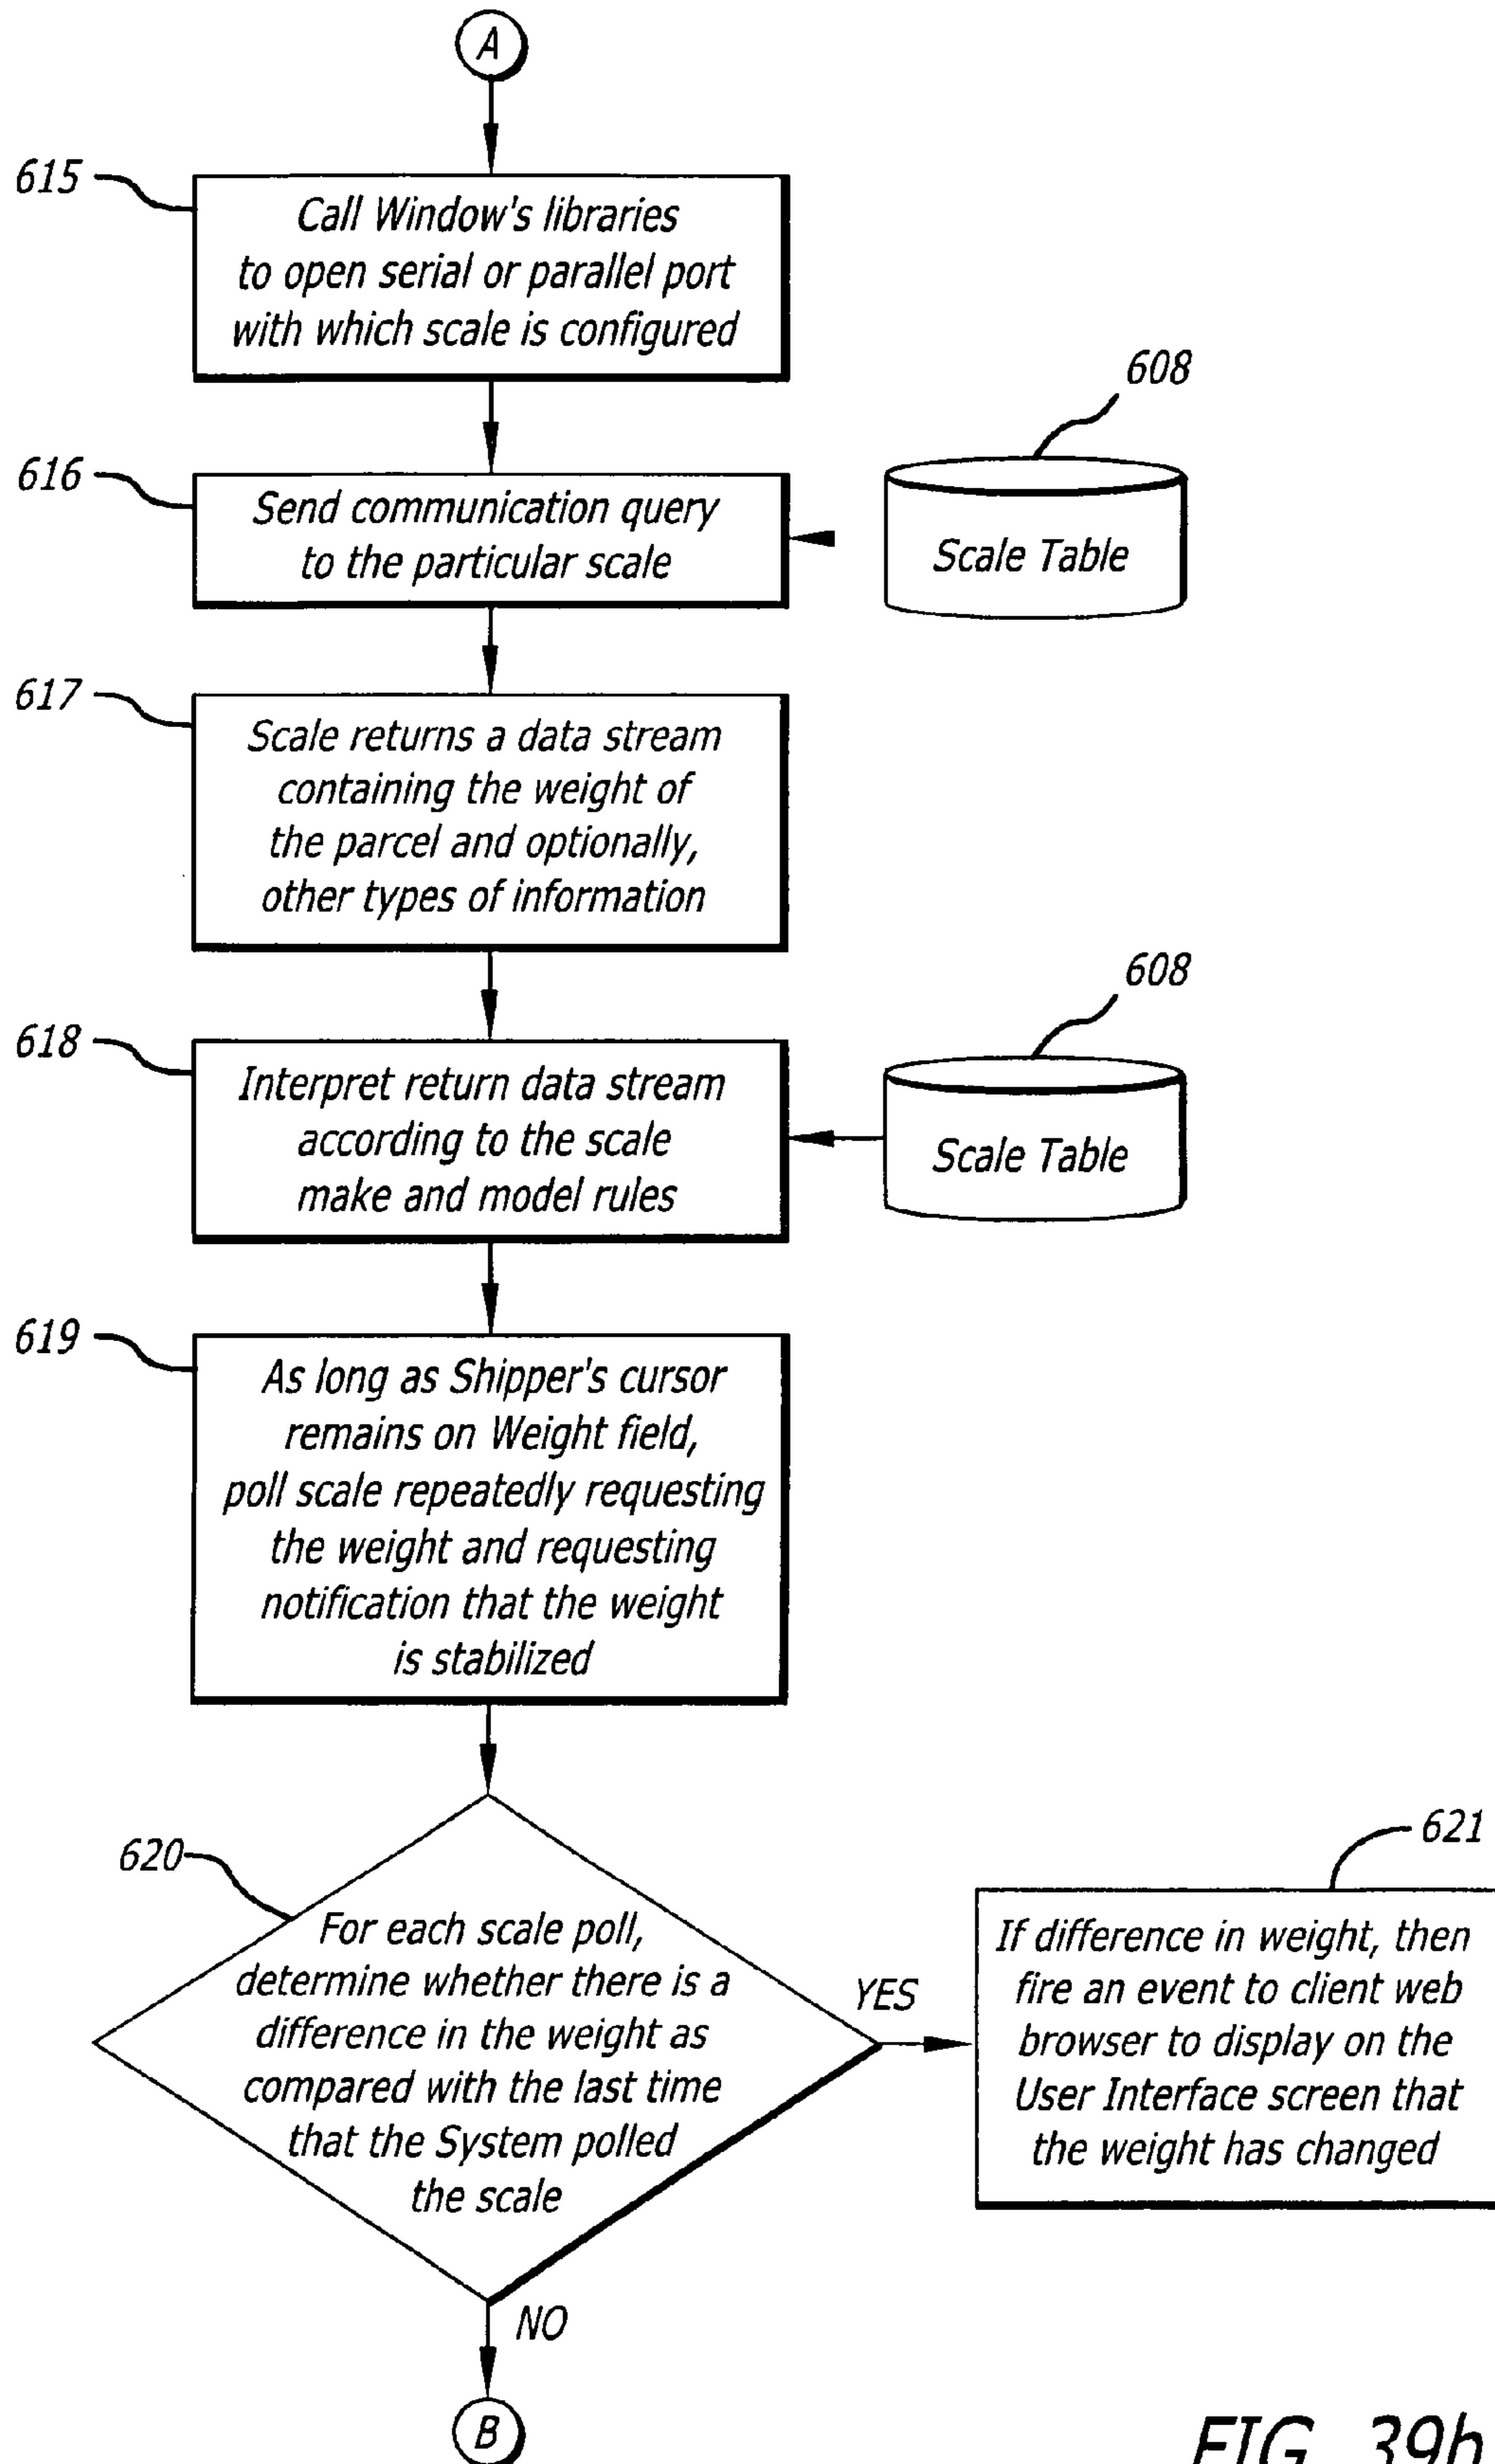 A
615
Call Window's libraries
to open serial or parallel port
with which scale is configured
608
616
Send communication query
to the particular scale
Scale Table
617
Scale returns a data stream
containing the weight of
the parcel and optionally,
other types of information
608
618
Interpret return data stream
according to the scale
make and model rules
Scale Table
619
As long as Shipper's cursor
remains on Weight field,
poll scale repeatedly requesting
the weight and requesting
notification that the weight
is stabilized
620
For each scale poll,
determine whether there is a
difference in the weight as
compared with the last time
that the System polled
the scale
YES
621
If difference in weight, then
fire an event to client web
browser to display on the
User Interface screen that
the weight has changed
NO
B
FIG. 39b